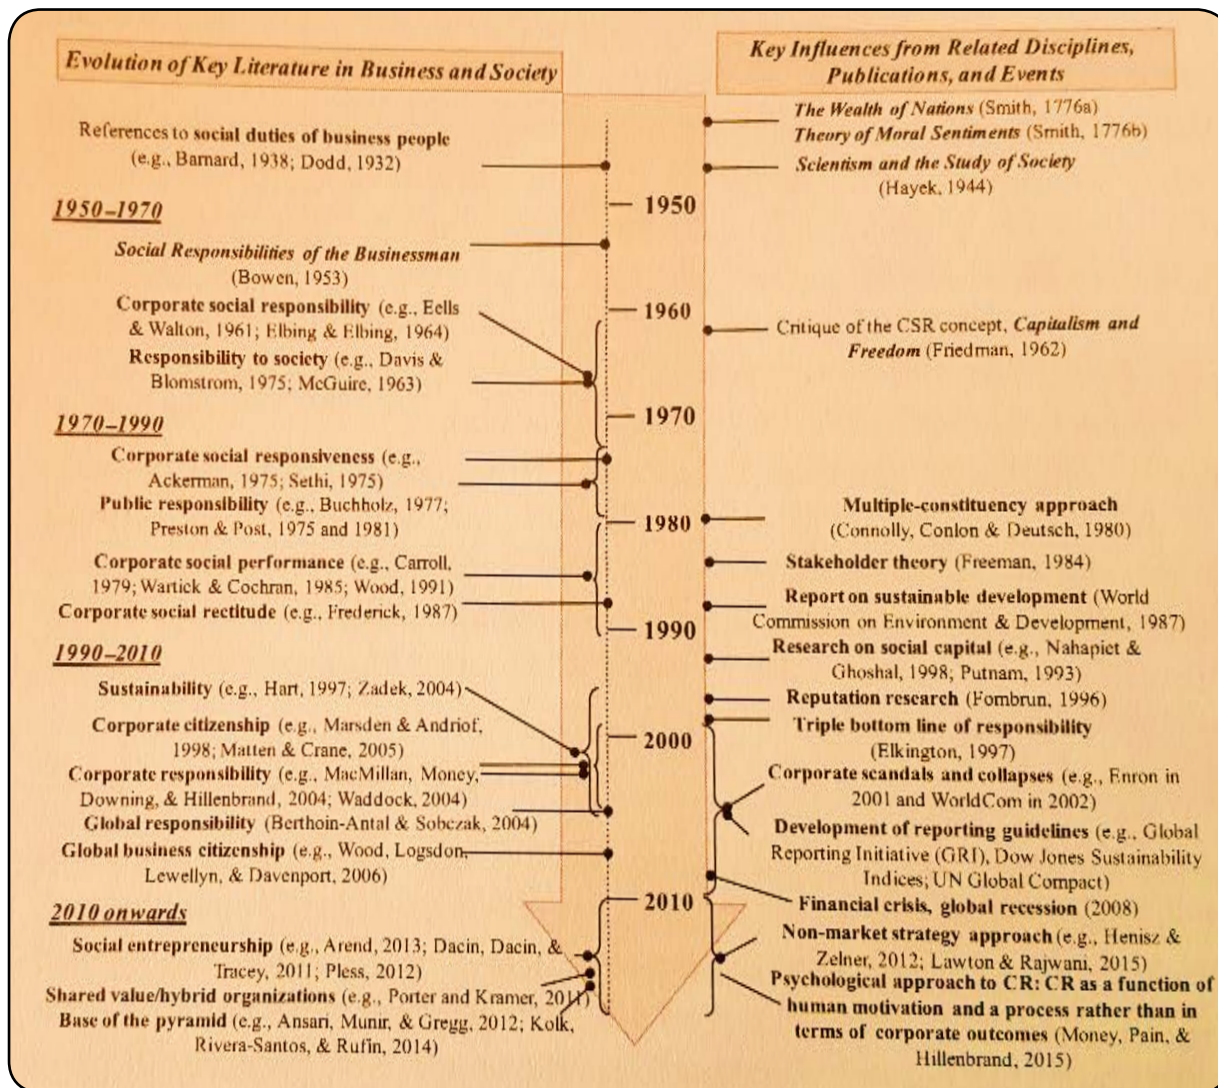 Evolution of Key Literature in Business and Society
References to social duties of business people
(e.g., Barnard, 1938; Dodd, 1932)
1950–1970
Social Responsibilities of the Businessman
(Bowen, 1953)
Corporate social responsibility (e.g., Eells
& Walton, 1961; Elbing & Elbing, 1964)
Responsibility to society (e.g., Davis &
Blomstrom, 1975; McGuire, 1963)
1970–1990
Corporate social responsiveness (e.g.,
Ackerman, 1975; Sethi, 1975)
Public responsibility (e.g., Buchholz, 1977;
Preston & Post, 1975 and 1981)
Corporate social performance (e.g., Carroll,
1979; Wartick & Cochran, 1985; Wood, 1991)
Corporate social rectitude (e.g., Frederick, 1987)
1990–2010
Sustainability (e.g., Hart, 1997; Zadek, 2004)
Corporate citizenship (e.g., Marsden & Andriof,
1998; Matten & Crane, 2005)
Corporate responsibility (e.g., MacMillan, Money,
Downing, & Hillenbrand, 2004; Waddock, 2004)
Global responsibility (Berthoin-Antal & Sobczak, 2004)
Global business citizenship (e.g., Wood, Logsdon,
Lewellyn, & Davenport, 2006)
2010 onwards
Social entrepreneurship (e.g., Arend, 2013; Dacin, Dacin, &
Tracey, 2011; Pless, 2012)
Shared value/hybrid organizations (e.g., Porter and Kramer, 2011)
Base of the pyramid (e.g., Ansari, Munir, & Gregg, 2012; Kolk,
Rivera-Santos, & Rufin, 2014)
1950
1960
1970
1980
1990
2000
2010
Key Influences from Related Disciplines,
Publications, and Events
The Wealth of Nations (Smith, 1776a)
Theory of Moral Sentiments (Smith, 1776b)
Scientism and the Study of Society
(Hayek, 1944)
Critique of the CSR concept, Capitalism and
Freedom (Friedman, 1962)
Multiple-constituency approach
(Connolly, Conlon & Deutsch, 1980)
Stakeholder theory (Freeman, 1984)
Report on sustainable development (World
Commission on Environment & Development, 1987)
Research on social capital (e.g., Nahapiet &
Ghoshal, 1998; Putnam, 1993)
Reputation research (Fombrun, 1996)
Triple bottom line of responsibility
(Elkington, 1997)
Corporate scandals and collapses (e.g., Enron in
2001 and WorldCom in 2002)
Development of reporting guidelines (e.g., Global
Reporting Initiative (GRI), Dow Jones Sustainability
Indices; UN Global Compact)
Financial crisis, global recession (2008)
Non-market strategy approach (e.g., Henisz &
Zelner, 2012; Lawton & Rajwani, 2015)
Psychological approach to CR: CR as a function of
human motivation and a process rather than in
terms of corporate outcomes (Money, Pain, &
Hillenbrand, 2015)